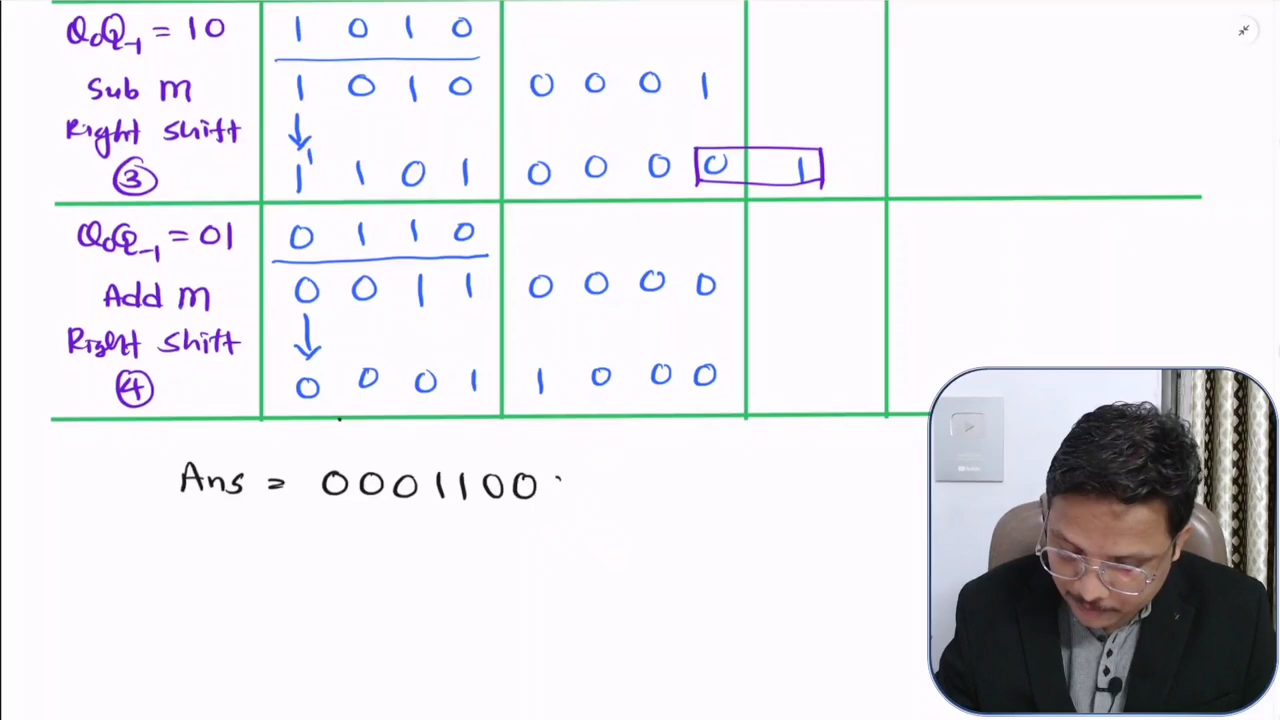 Q₀Q₋₁ = 10 1 0 1 0
Sub M 1 0 1 0 0 0 0 1
Right shift
③ 1 1 0 1 0 0 0 0 1
Q₀Q₋₁ = 01 0 1 1 0
Add M 0 0 1 1 0 0 0 0
Right shift
④ 0 0 0 1 1 0 0 0
Ans = 0001100